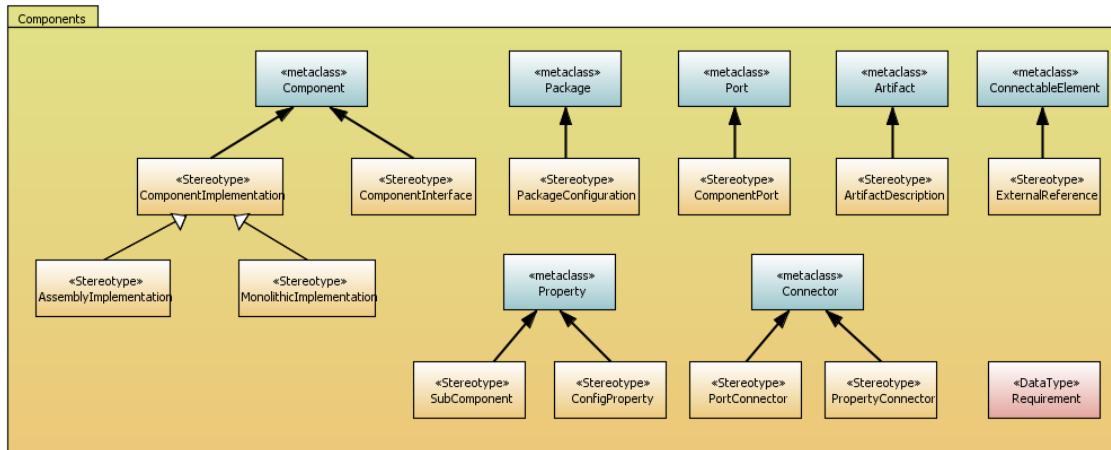 Components
«metaclass»
Component
«metaclass»
Package
«metaclass»
Port
«metaclass»
Artifact
«metaclass»
ConnectableElement
«Stereotype»
ComponentImplementation
«Stereotype»
ComponentInterface
«Stereotype»
PackageConfiguration
«Stereotype»
ComponentPort
«Stereotype»
ArtifactDescription
«Stereotype»
ExternalReference
«Stereotype»
AssemblyImplementation
«Stereotype»
MonolithicImplementation
«metaclass»
Property
«metaclass»
Connector
«Stereotype»
SubComponent
«Stereotype»
ConfigProperty
«Stereotype»
PortConnector
«Stereotype»
PropertyConnector
«DataType»
Requirement